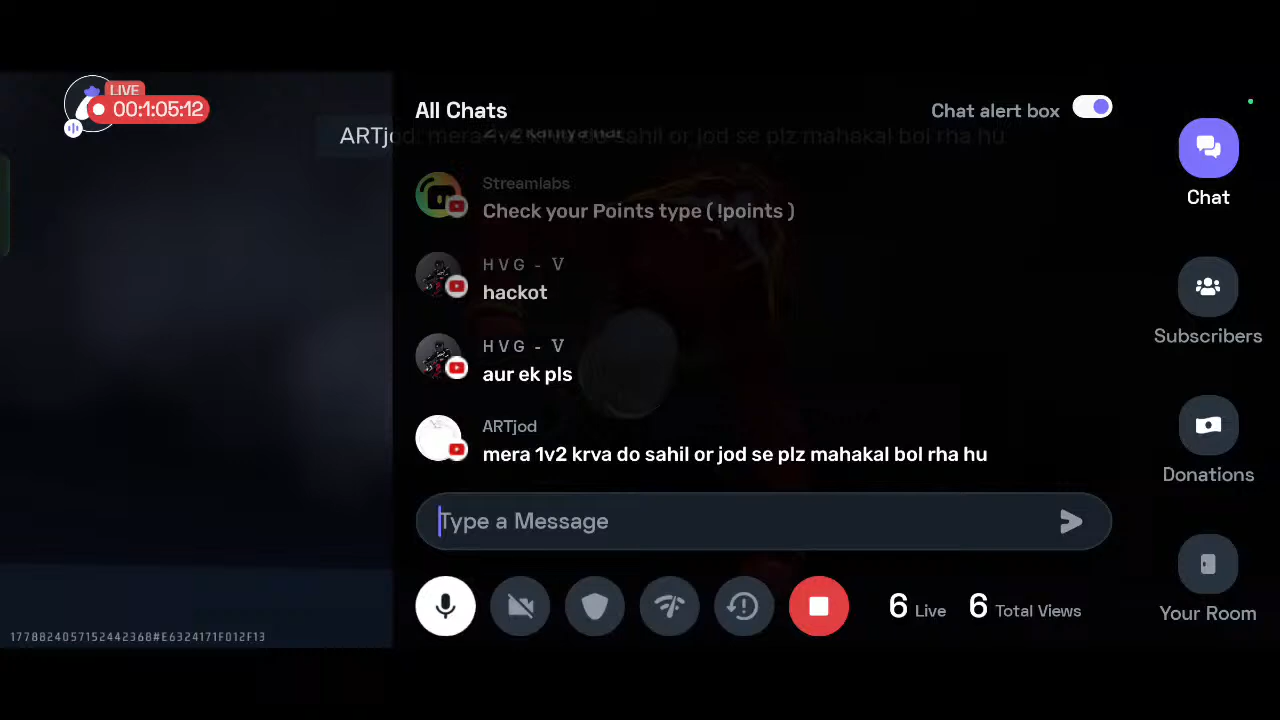 LIVE
00:1:05:12
All Chats
Chat alert box
ARTjod: mera 1v2 krva do sahil or jod se plz mahakal bol rha hu
Streamlabs
Check your Points type ( !points )
Chat
H V G - V
hackot
Subscribers
H V G - V
aur ek pls
ARTjod
mera 1v2 krva do sahil or jod se plz mahakal bol rha hu
Donations
Type a Message
6 Live 6 Total Views
Your Room
1778824057152442368#E6324171F012F13